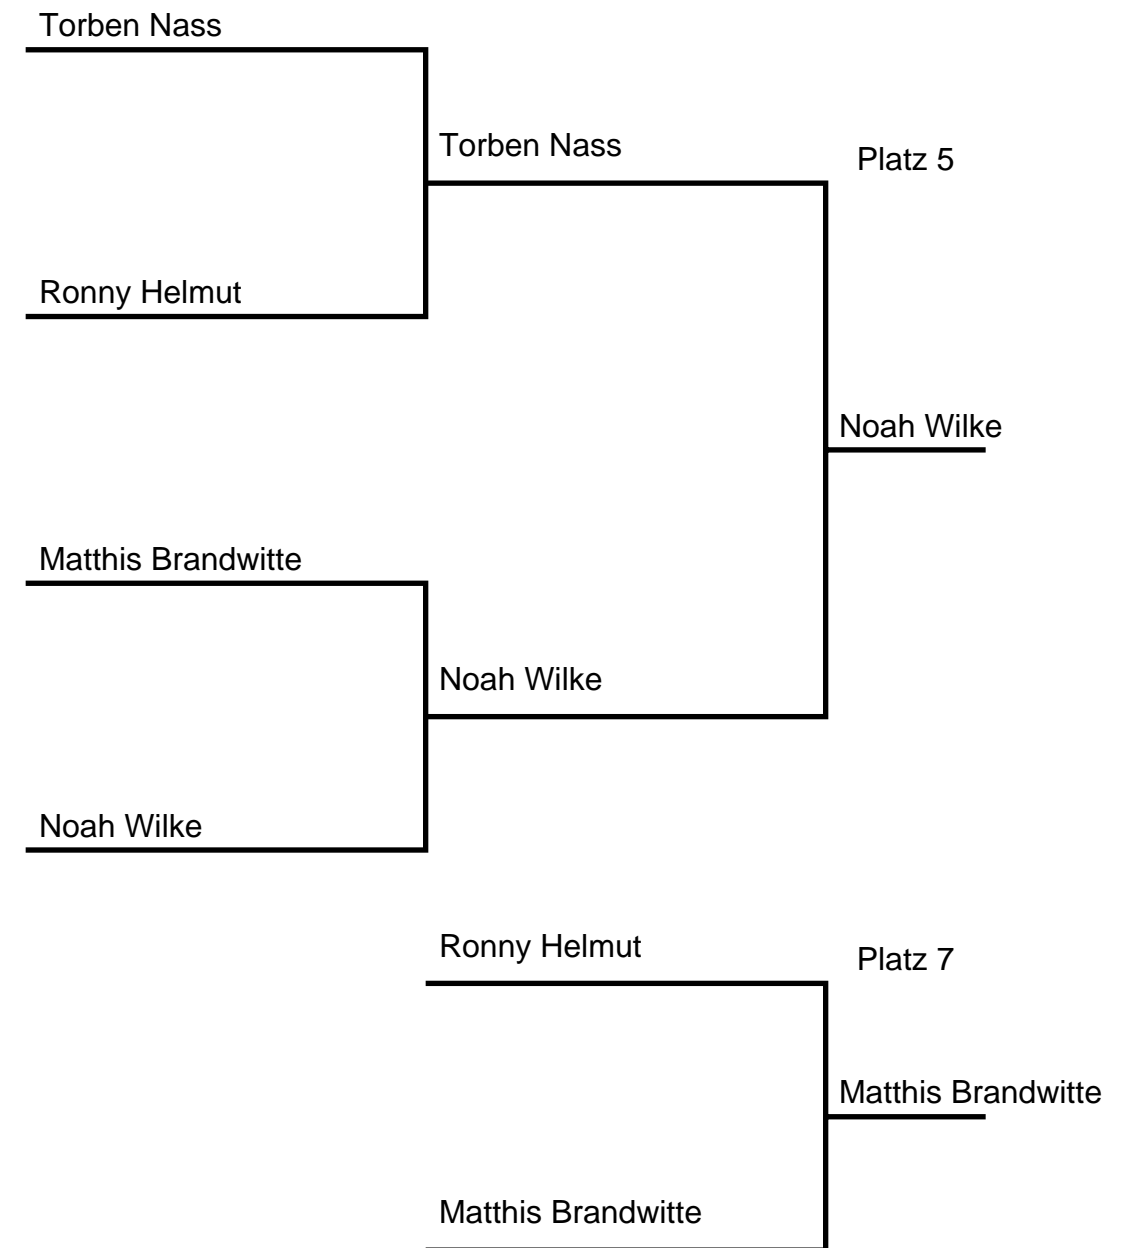 Torben Nass
Torben Nass
Platz 5
Ronny Helmut
Noah Wilke
Matthis Brandwitte
Noah Wilke
Noah Wilke
Ronny Helmut
Platz 7
Matthis Brandwitte
Matthis Brandwitte